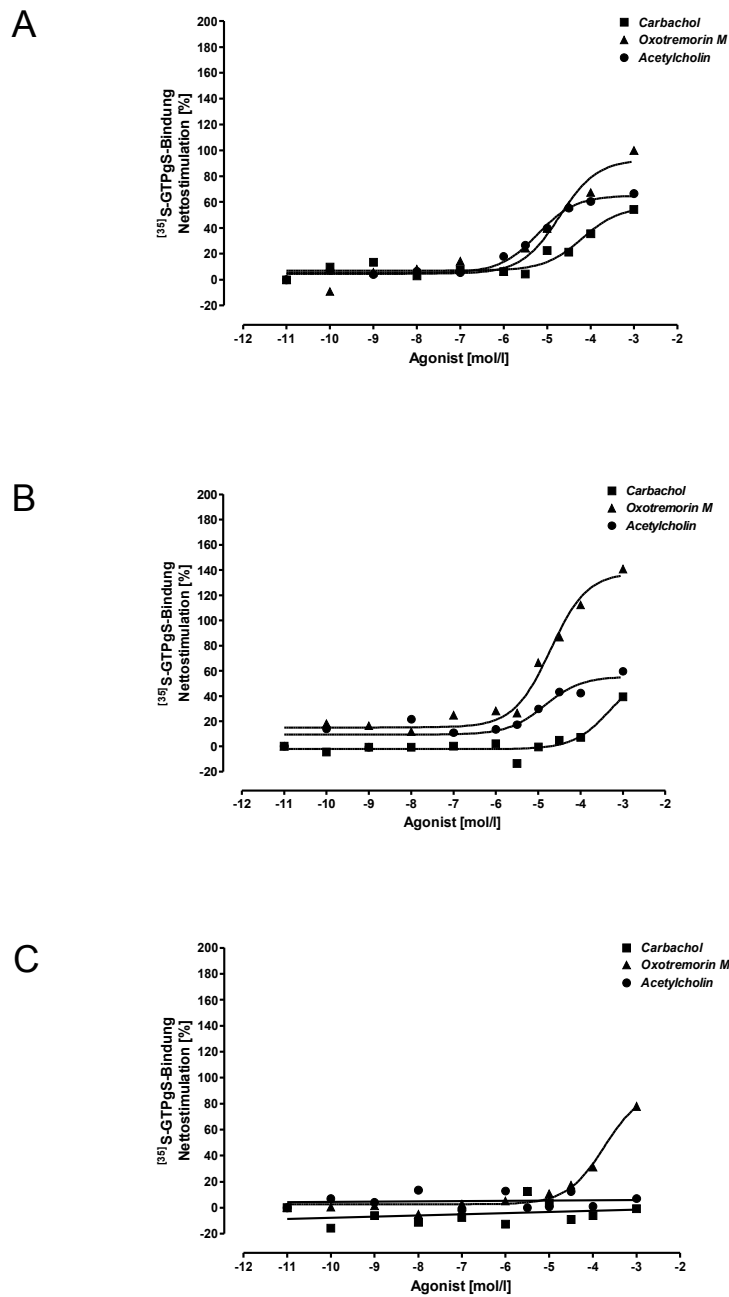 A
Carbachol
Oxotremorin M
Acetylcholin
[35]S-GTPgS-Bindung
Nettostimulation [%]
200
180
160
140
120
100
80
60
40
20
0
-20
-12 -11 -10 -9 -8 -7 -6 -5 -4 -3 -2
Agonist [mol/l]
B
Carbachol
Oxotremorin M
Acetylcholin
[35]S-GTPgS-Bindung
Nettostimulation [%]
200
180
160
140
120
100
80
60
40
20
0
-20
-12 -11 -10 -9 -8 -7 -6 -5 -4 -3 -2
Agonist [mol/l]
C
Carbachol
Oxotremorin M
Acetylcholin
[35]S-GTPgS-Bindung
Nettostimulation [%]
200
180
160
140
120
100
80
60
40
20
0
-20
-12 -11 -10 -9 -8 -7 -6 -5 -4 -3 -2
Agonist [mol/l]